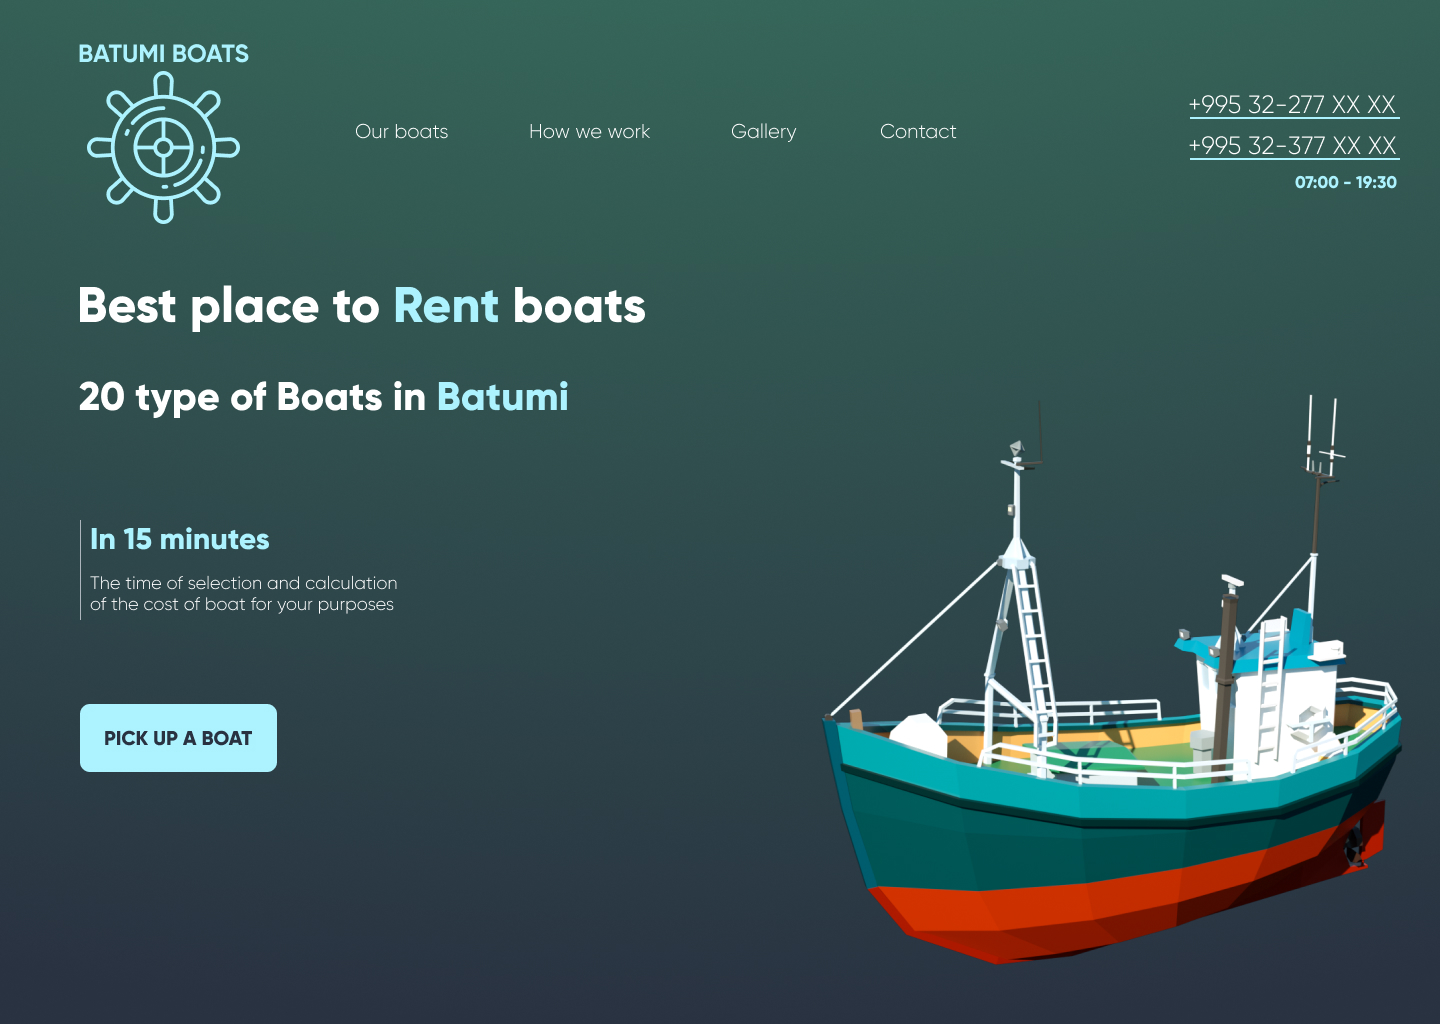 BATUMI BOATS
Our boats
How we work
Gallery
Contact
+995 32-277 XX XX
+995 32-377 XX XX
07:00 - 19:30
Best place to Rent boats
20 type of Boats in Batumi
In 15 minutes
The time of selection and calculation
of the cost of boat for your purposes
PICK UP A BOAT